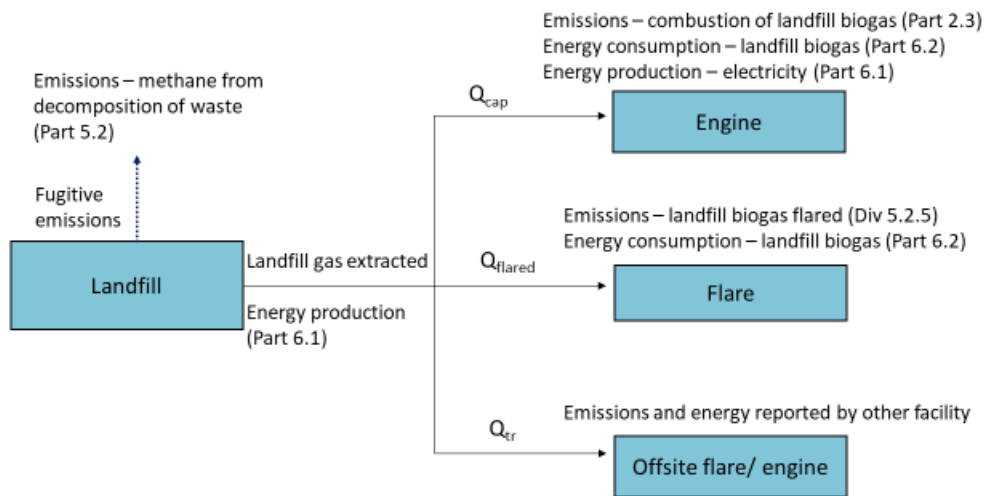 Emissions – combustion of landfill biogas (Part 2.3)
Energy consumption – landfill biogas (Part 6.2)
Energy production – electricity (Part 6.1)
Emissions – methane from
decomposition of waste
(Part 5.2)
Q_cap
Engine
Fugitive
emissions
Emissions – landfill biogas flared (Div 5.2.5)
Energy consumption – landfill biogas (Part 6.2)
Landfill
Landfill gas extracted
Q_flared
Flare
Energy production
(Part 6.1)
Emissions and energy reported by other facility
Q_tr
Offsite flare/ engine